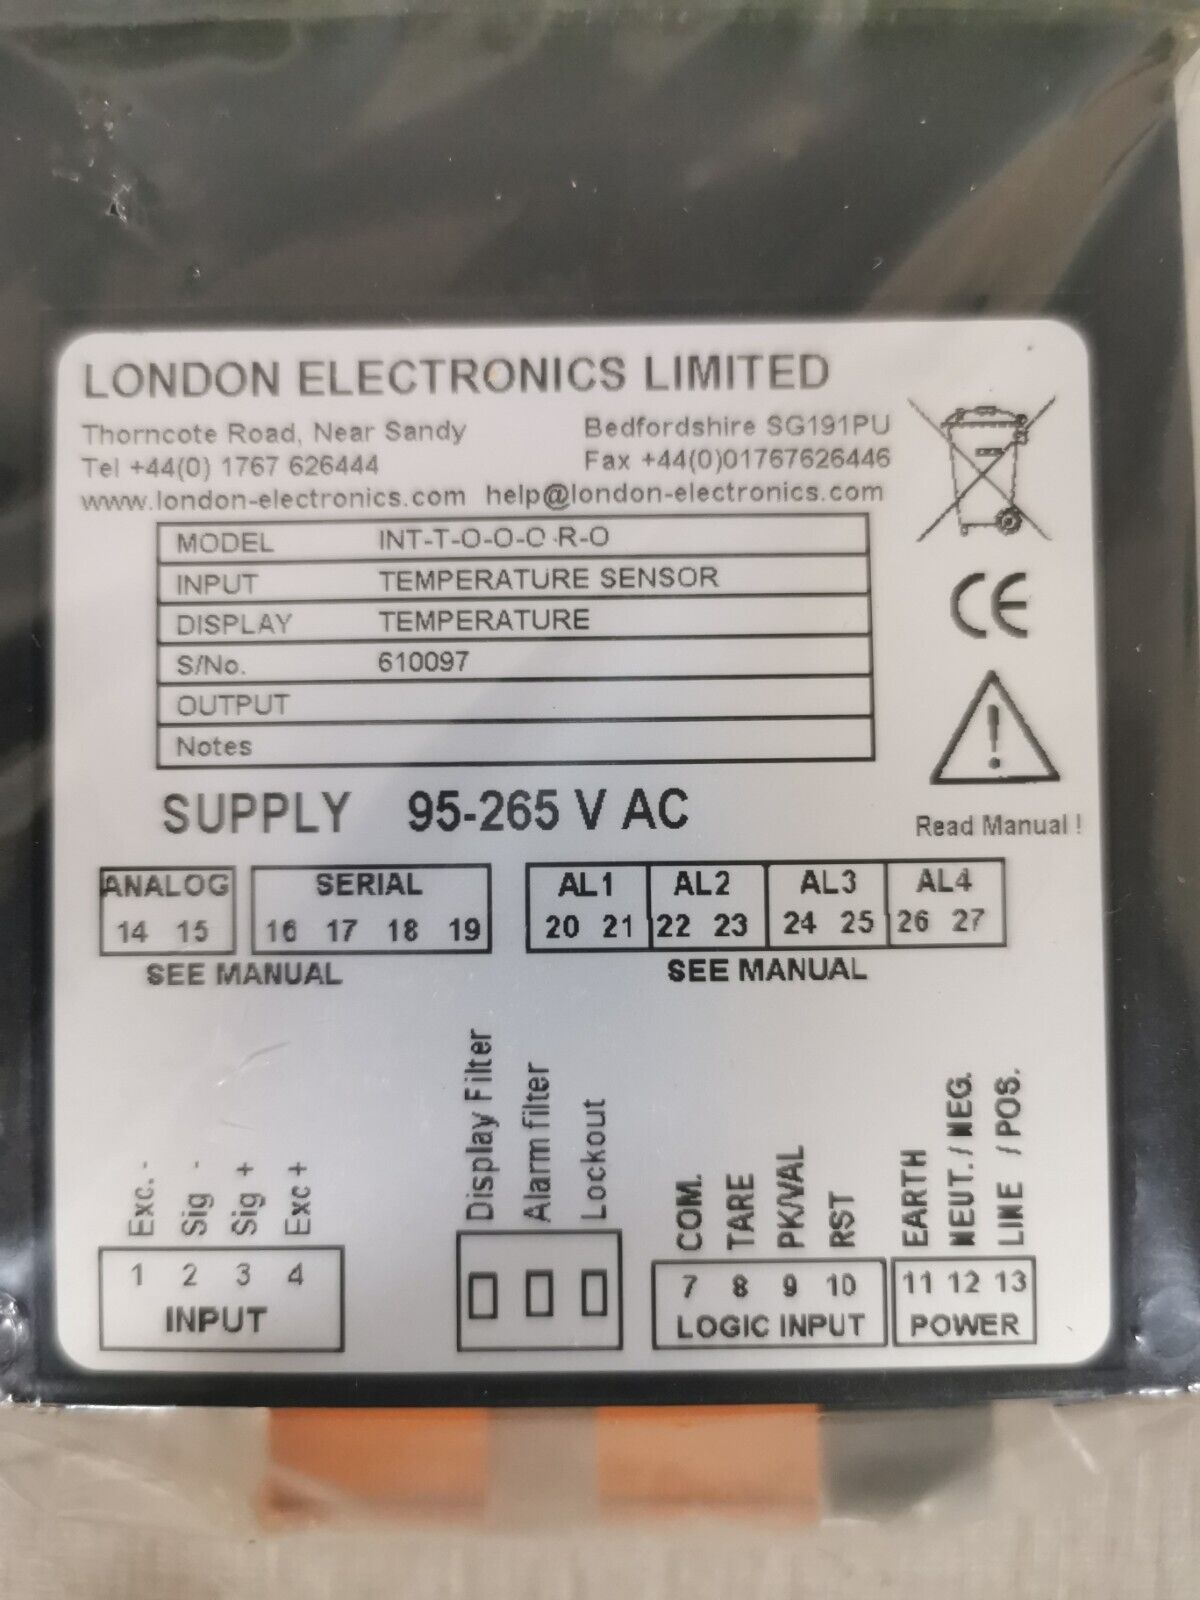 LONDON ELECTRONICS LIMITED
Thorncote Road, Near Sandy Bedfordshire SG191PU
Tel +44(0) 1767 626444 Fax +44(0)01767626446
www.london-electronics.com help@london-electronics.com
MODEL INT-T-O-O-O-R-O
INPUT TEMPERATURE SENSOR
DISPLAY TEMPERATURE
S/No. 610097
OUTPUT
Notes
CE
Read Manual !
SUPPLY 95-265 V AC
ANALOG SERIAL AL1 AL2 AL3 AL4
14 15 16 17 18 19 20 21 22 23 24 25 26 27
SEE MANUAL SEE MANUAL
Exc. - Sig - Sig + Exc + Display Filter Alarm filter Lockout COM. TARE PK/VAL RST EARTH NEUT. / NEG. LINE / POS.
1 2 3 4 7 8 9 10 11 12 13
INPUT LOGIC INPUT POWER